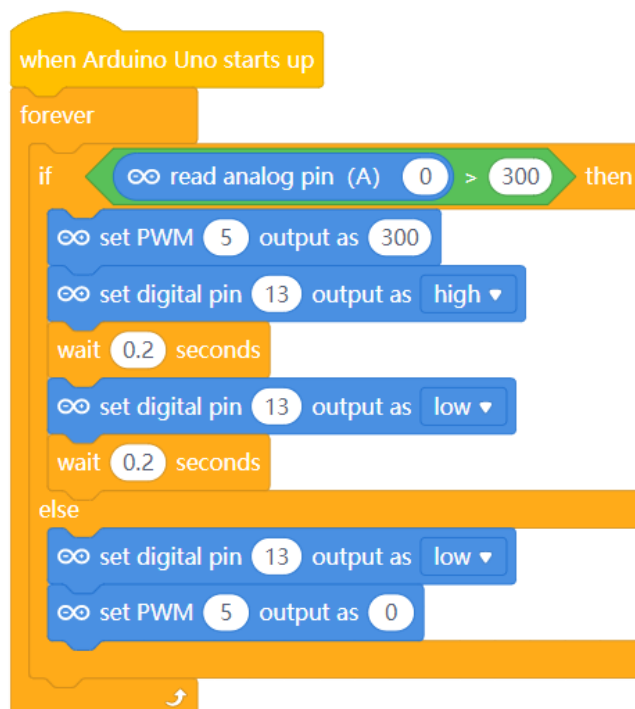 when Arduino Uno starts up
forever
if read analog pin (A) 0 > 300 then
set PWM 5 output as 300
set digital pin 13 output as high
wait 0.2 seconds
set digital pin 13 output as low
wait 0.2 seconds
else
set digital pin 13 output as low
set PWM 5 output as 0